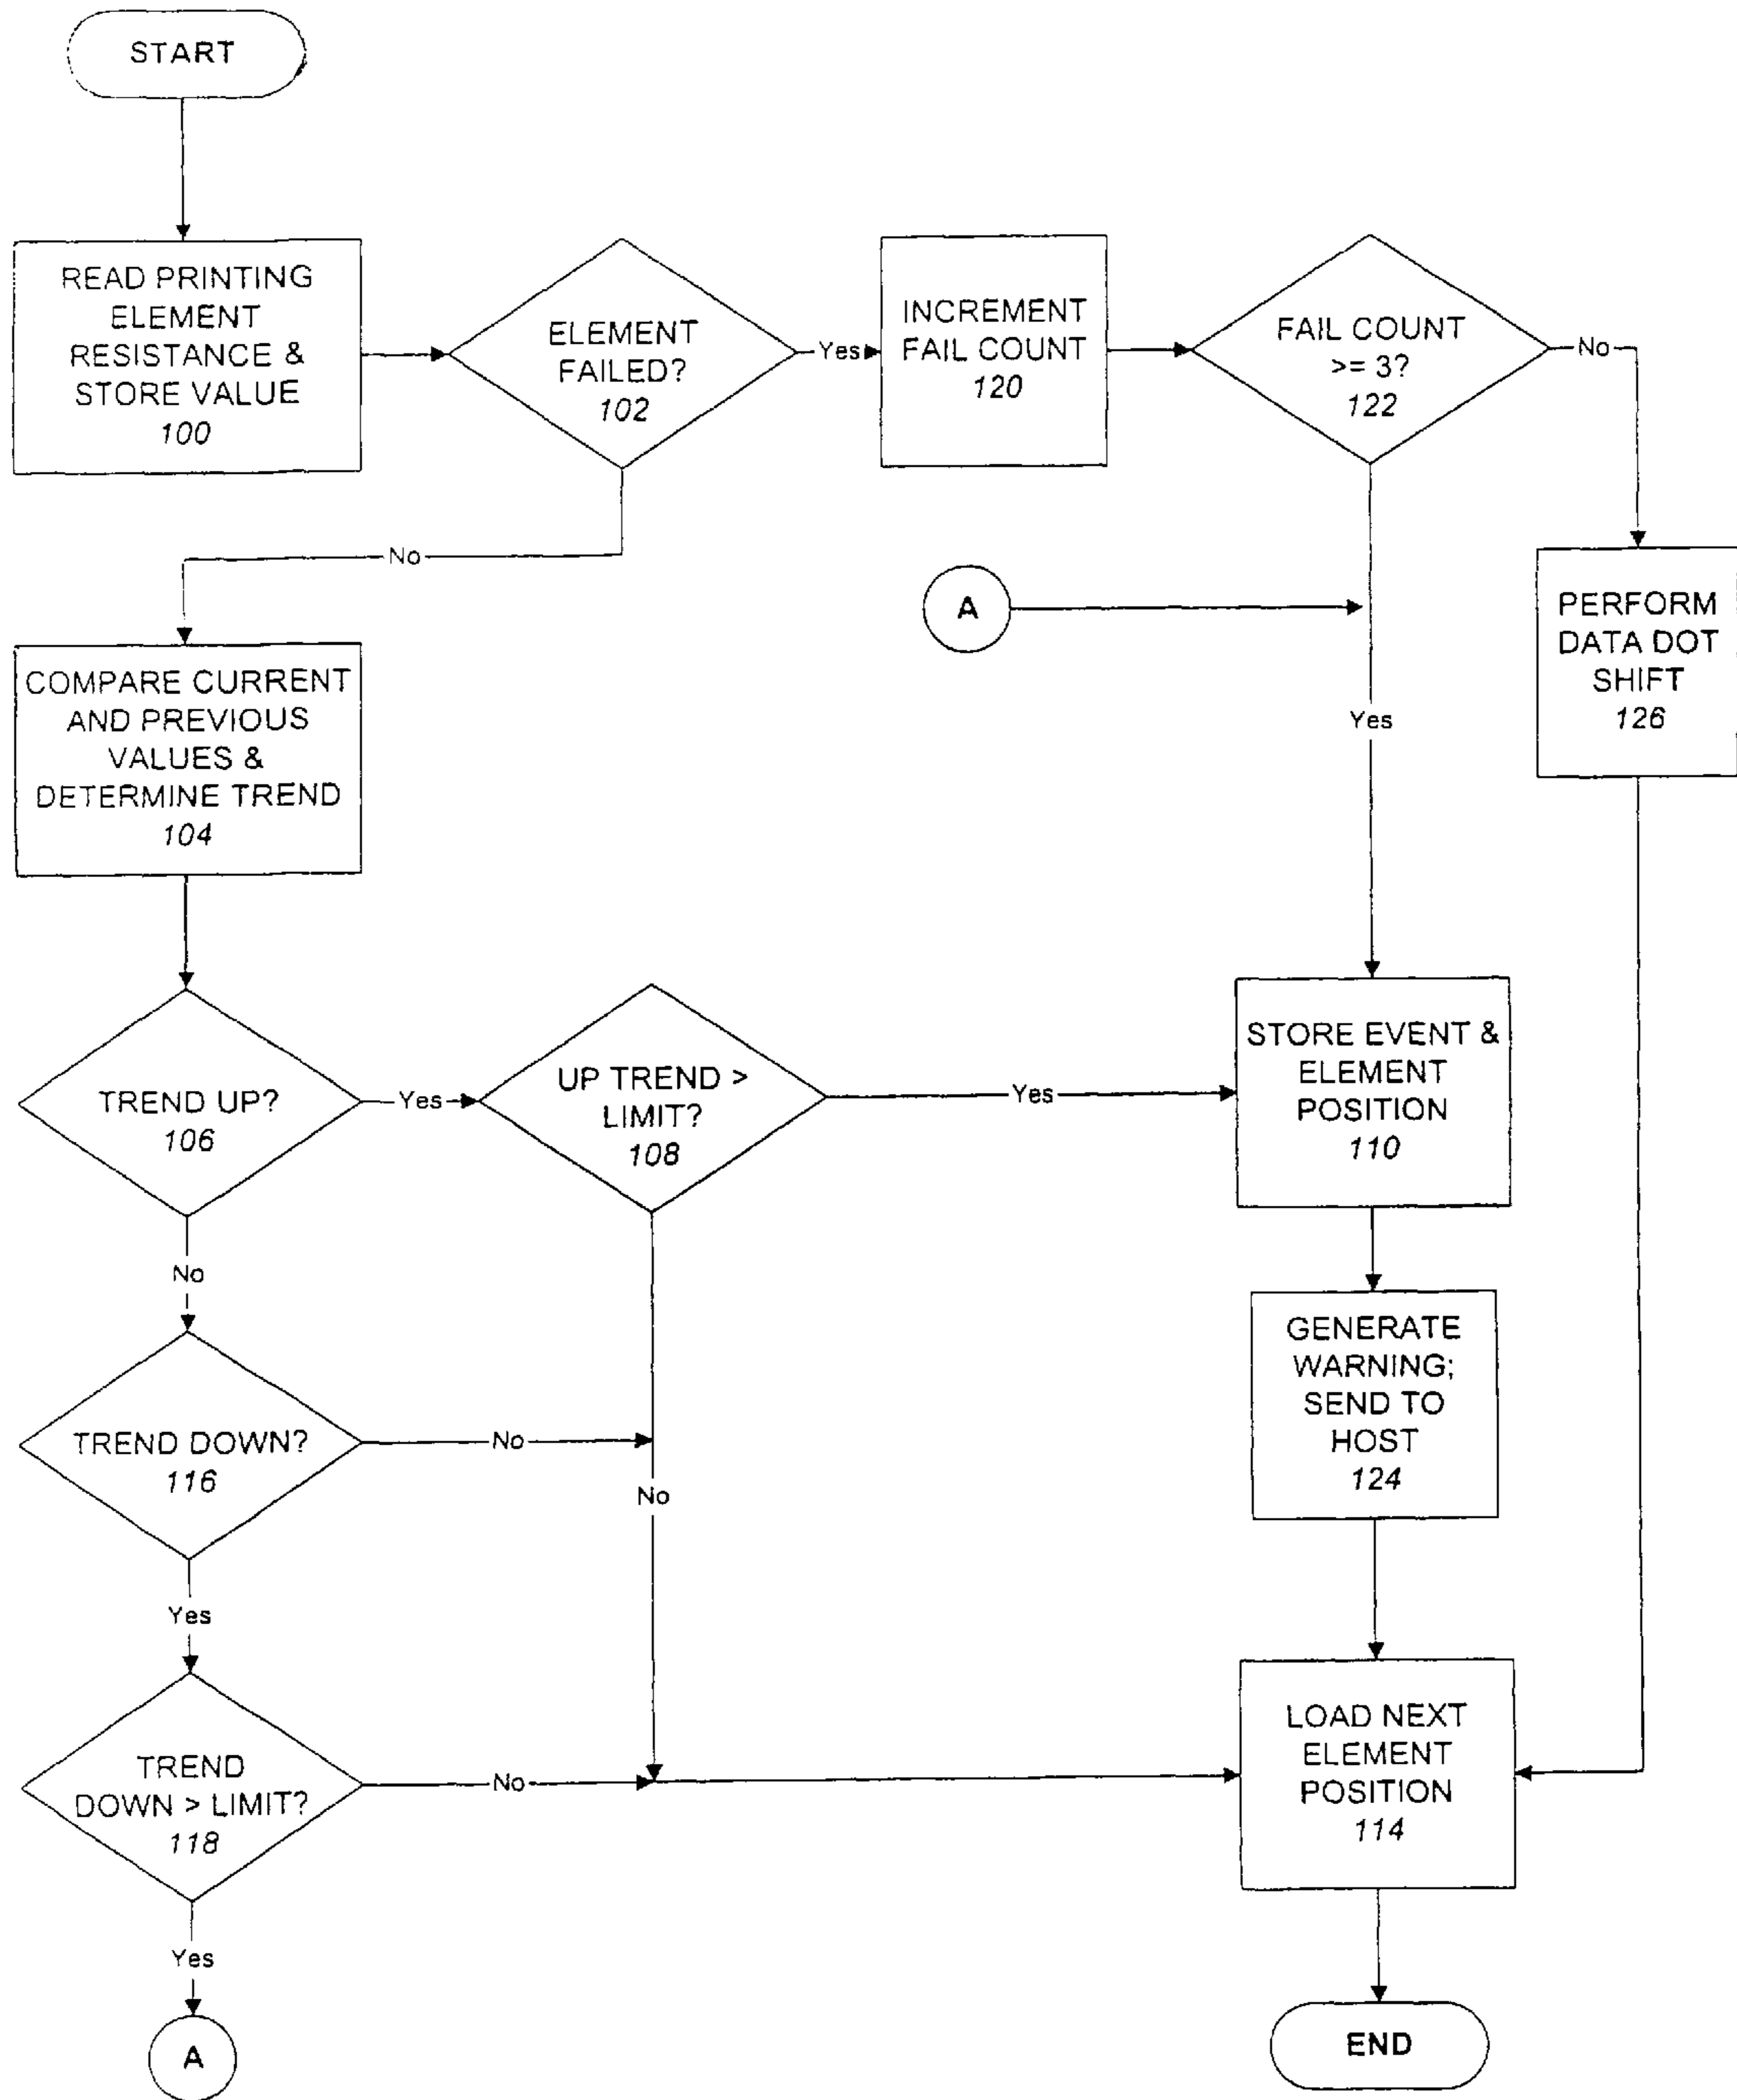 START
READ PRINTING
ELEMENT
RESISTANCE &
STORE VALUE
100
ELEMENT
FAILED?
102
Yes
INCREMENT
FAIL COUNT
120
FAIL COUNT
>= 3?
122
No
No
A
PERFORM
DATA DOT
SHIFT
126
COMPARE CURRENT
AND PREVIOUS
VALUES &
DETERMINE TREND
104
Yes
TREND UP?
106
Yes
UP TREND >
LIMIT?
108
Yes
STORE EVENT &
ELEMENT
POSITION
110
No
GENERATE
WARNING;
SEND TO
HOST
124
TREND DOWN?
116
No
No
Yes
TREND
DOWN > LIMIT?
118
No
LOAD NEXT
ELEMENT
POSITION
114
Yes
A
END